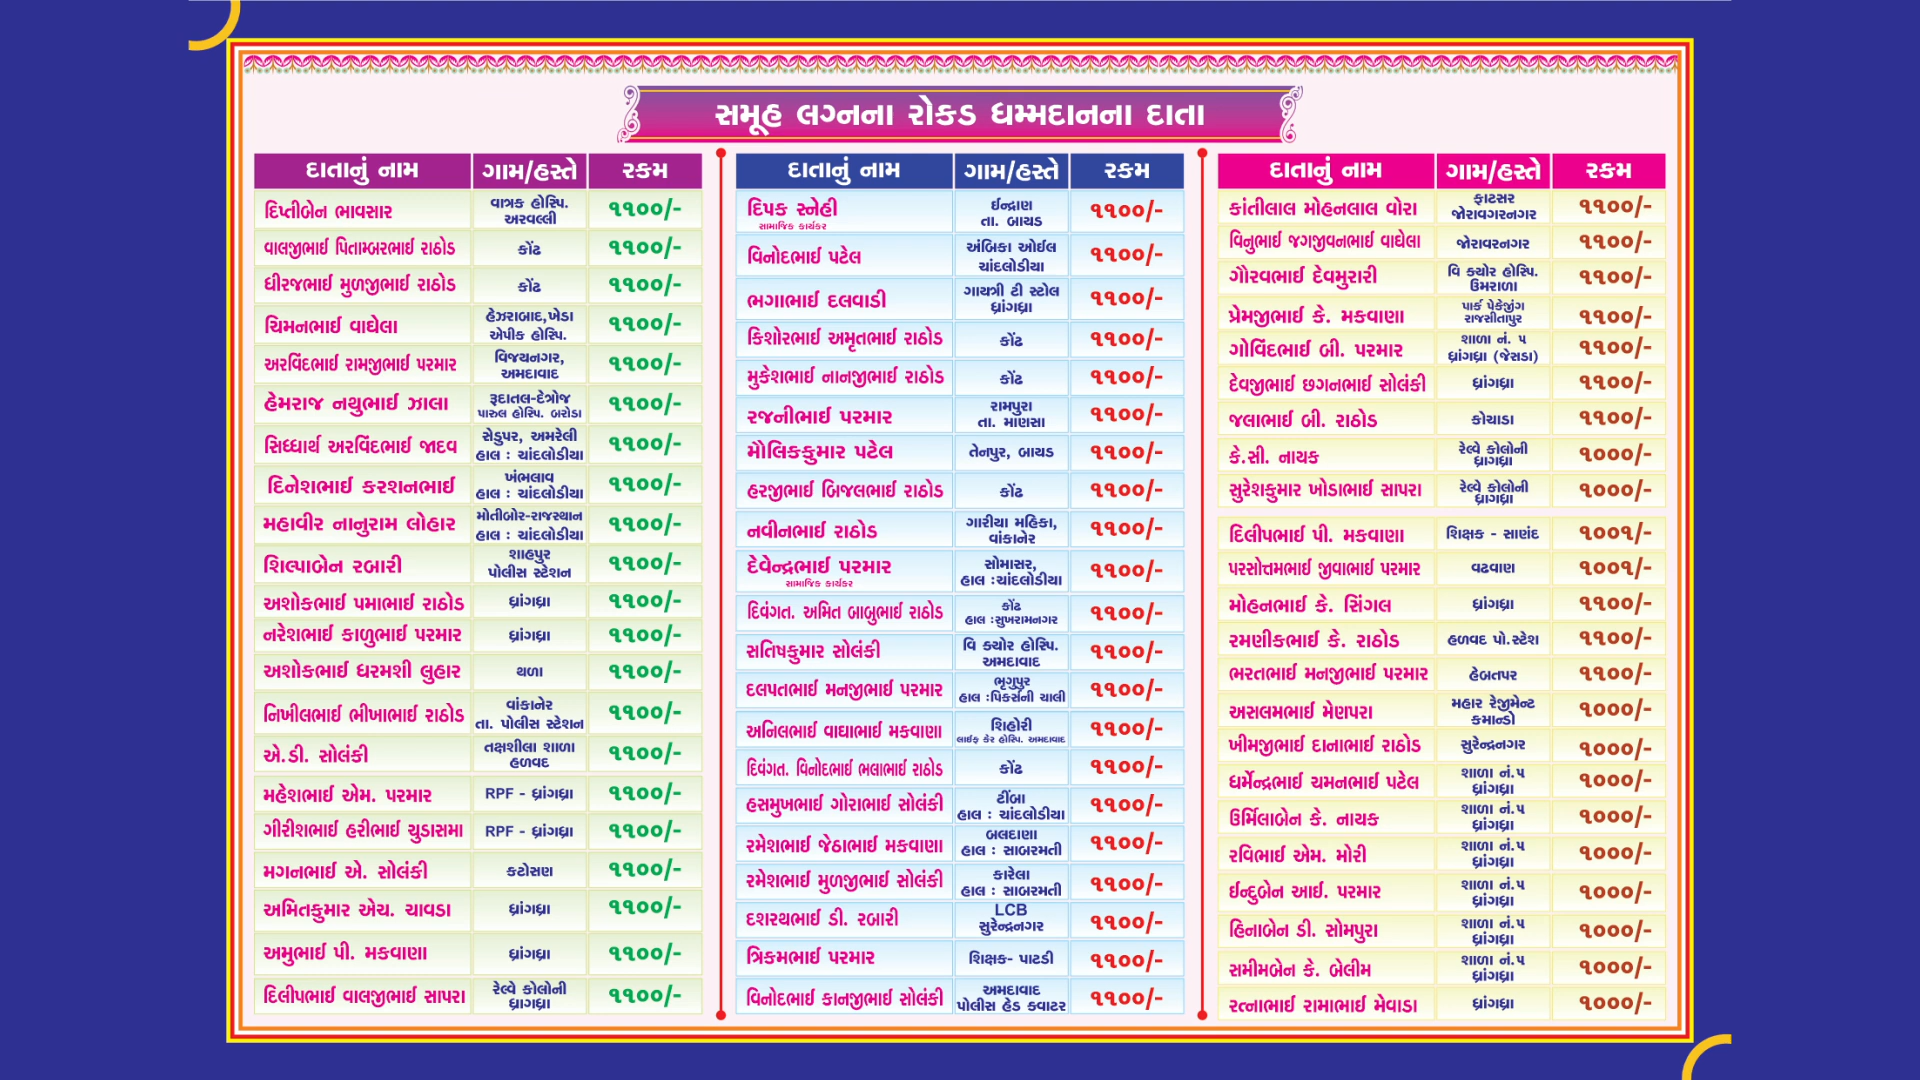 સમૂહ લગ્નના રોકડ ધમ્મદાનના દાતા
દાતાનું નામ ગામ/હસ્તે રકમ
દિપ્તીબેન ભાવસાર વાત્રક હોસ્પિ. અરવલ્લી ૧૧૦૦/-
વાલજીભાઈ પિતામ્બરભાઈ રાઠોડ કોંઢ ૧૧૦૦/-
ધીરજભાઈ મુળજીભાઈ રાઠોડ કોંઢ ૧૧૦૦/-
ચિમનભાઈ વાઘેલા હેઝરાબાદ,ખેડા એપીક હોસ્પિ. ૧૧૦૦/-
અરવિંદભાઈ રામજીભાઈ પરમાર વિજયનગર, અમદાવાદ ૧૧૦૦/-
હેમરાજ નથુભાઈ ઝાલા રૂદાતલ-દેત્રોજ પારુલ હોસ્પિ. બરોડા ૧૧૦૦/-
સિધ્ધાર્થ અરવિંદભાઈ જાદવ સેડુપર, અમરેલી હાલ : ચાંદલોડીયા ૧૧૦૦/-
દિનેશભાઈ કરશનભાઈ ખંભલાવ હાલ : ચાંદલોડીયા ૧૧૦૦/-
મહાવીર નાનુરામ લોહાર મોતીબોર-રાજસ્થાન હાલ : ચાંદલોડીયા ૧૧૦૦/-
શિલ્પાબેન રબારી શાહપુર પોલીસ સ્ટેશન ૧૧૦૦/-
અશોકભાઈ પમાભાઈ રાઠોડ ધ્રાંગધ્રા ૧૧૦૦/-
નરેશભાઈ કાળુભાઈ પરમાર ધ્રાંગધ્રા ૧૧૦૦/-
અશોકભાઈ ધરમશી લુહાર થળા ૧૧૦૦/-
નિખીલભાઈ ભીખાભાઈ રાઠોડ વાંકાનેર તા. પોલીસ સ્ટેશન ૧૧૦૦/-
એ.ડી. સોલંકી તક્ષશીલા શાળા હળવદ ૧૧૦૦/-
મહેશભાઈ એમ. પરમાર RPF - ધ્રાંગધ્રા ૧૧૦૦/-
ગીરીશભાઈ હરીભાઈ ચુડાસમા RPF - ધ્રાંગધ્રા ૧૧૦૦/-
મગનભાઈ એ. સોલંકી કટોસણ ૧૧૦૦/-
અમિતકુમાર એચ. ચાવડા ધ્રાંગધ્રા ૧૧૦૦/-
અમુભાઈ પી. મકવાણા ધ્રાંગધ્રા ૧૧૦૦/-
દિલીપભાઈ વાલજીભાઈ સાપરા રેલ્વે કોલોની ધ્રાગધ્રા ૧૧૦૦/-
દાતાનું નામ ગામ/હસ્તે રકમ
દિપક સ્નેહી સામાજિક કાર્યકર ઈન્દ્રાણ તા. બાયડ ૧૧૦૦/-
વિનોદભાઈ પટેલ અંબિકા ઓઈલ ચાંદલોડીયા ૧૧૦૦/-
ભગાભાઈ દલવાડી ગાયત્રી ટી સ્ટોલ ધ્રાંગધ્રા ૧૧૦૦/-
કિશોરભાઈ અમૃતભાઈ રાઠોડ કોંઢ ૧૧૦૦/-
મુકેશભાઈ નાનજીભાઈ રાઠોડ કોંઢ ૧૧૦૦/-
રજનીભાઈ પરમાર રામપુરા તા. માણસા ૧૧૦૦/-
મૌલિકકુમાર પટેલ તેનપુર, બાયડ ૧૧૦૦/-
હરજીભાઈ બિજલભાઈ રાઠોડ કોંઢ ૧૧૦૦/-
નવીનભાઈ રાઠોડ ગારીયા મહિકા, વાંકાનેર ૧૧૦૦/-
દેવેન્દ્રભાઈ પરમાર સામાજિક કાર્યકર સોમાસર, હાલ :ચાંદલોડીયા ૧૧૦૦/-
દિવંગત. અમિત બાબુભાઈ રાઠોડ કોંઢ હાલ :સુખરામનગર ૧૧૦૦/-
સતિષકુમાર સોલંકી વિ ક્યોર હોસ્પિ. અમદાવાદ ૧૧૦૦/-
દલપતભાઈ મનજીભાઈ પરમાર ભૃગુપુર હાલ :પિકર્સની ચાલી ૧૧૦૦/-
અનિલભાઈ વાઘાભાઈ મકવાણા શિહોરી લાઈફ કેર હોસ્પિ. અમદાવાદ ૧૧૦૦/-
દિવંગત. વિનોદભાઈ ભલાભાઈ રાઠોડ કોંઢ ૧૧૦૦/-
હસમુખભાઈ ગોરાભાઈ સોલંકી ટીંબા હાલ : ચાંદલોડીયા ૧૧૦૦/-
રમેશભાઈ જેઠાભાઈ મકવાણા બલદાણા હાલ : સાબરમતી ૧૧૦૦/-
રમેશભાઈ મુળજીભાઈ સોલંકી કારેલા હાલ : સાબરમતી ૧૧૦૦/-
દશરથભાઈ ડી. રબારી LCB સુરેન્દ્રનગર ૧૧૦૦/-
ત્રિકમભાઈ પરમાર શિક્ષક- પાટડી ૧૧૦૦/-
વિનોદભાઈ કાનજીભાઈ સોલંકી અમદાવાદ પોલીસ હેડ ક્વાટર ૧૧૦૦/-
દાતાનું નામ ગામ/હસ્તે રકમ
કાંતીલાલ મોહનલાલ વોરા ફાટસર જોરાવગરનગર ૧૧૦૦/-
વિનુભાઈ જગજીવનભાઈ વાઘેલા જોરાવરનગર ૧૧૦૦/-
ગૌરવભાઈ દેવમુરારી વિ ક્યોર હોસ્પિ. ઉમરાળા ૧૧૦૦/-
પ્રેમજીભાઈ કે. મકવાણા પાર્ક પેકેજીંગ રાજસીતાપુર ૧૧૦૦/-
ગોવિંદભાઈ બી. પરમાર શાળા નં. ૫ ધ્રાંગધ્રા (જેસડા) ૧૧૦૦/-
દેવજીભાઈ છગનભાઈ સોલંકી ધ્રાંગધ્રા ૧૧૦૦/-
જલાભાઈ બી. રાઠોડ કોચાડા ૧૧૦૦/-
કે.સી. નાયક રેલ્વે કોલોની ધ્રાગધ્રા ૧૦૦૦/-
સુરેશકુમાર ખોડાભાઈ સાપરા રેલ્વે કોલોની ધ્રાગધ્રા ૧૦૦૦/-
દિલીપભાઈ પી. મકવાણા શિક્ષક - સાણંદ ૧૦૦૧/-
પરસોત્તમભાઈ જીવાભાઈ પરમાર વઢવાણ ૧૦૦૧/-
મોહનભાઈ કે. સિંગલ ધ્રાંગધ્રા ૧૧૦૦/-
રમણીકભાઈ કે. રાઠોડ હળવદ પો.સ્ટેશ ૧૧૦૦/-
ભરતભાઈ મનજીભાઈ પરમાર હેબતપર ૧૧૦૦/-
અસલમભાઈ મેણપરા મહાર રેજીમેન્ટ કમાન્ડો ૧૦૦૦/-
ખીમજીભાઈ દાનાભાઈ રાઠોડ સુરેન્દ્રનગર ૧૦૦૦/-
ધર્મેન્દ્રભાઈ ચમનભાઈ પટેલ શાળા નં.૫ ધ્રાંગધ્રા ૧૦૦૦/-
ઉર્મિલાબેન કે. નાયક શાળા નં.૫ ધ્રાંગધ્રા ૧૦૦૦/-
રવિભાઈ એમ. મોરી શાળા નં.૫ ધ્રાંગધ્રા ૧૦૦૦/-
ઈન્દુબેન આઈ. પરમાર શાળા નં.૫ ધ્રાંગધ્રા ૧૦૦૦/-
હિનાબેન ડી. સોમપુરા શાળા નં.૫ ધ્રાંગધ્રા ૧૦૦૦/-
સમીમબેન કે. બેલીમ શાળા નં.૫ ધ્રાંગધ્રા ૧૦૦૦/-
રત્નાભાઈ રામાભાઈ મેવાડા ધ્રાંગધ્રા ૧૦૦૦/-